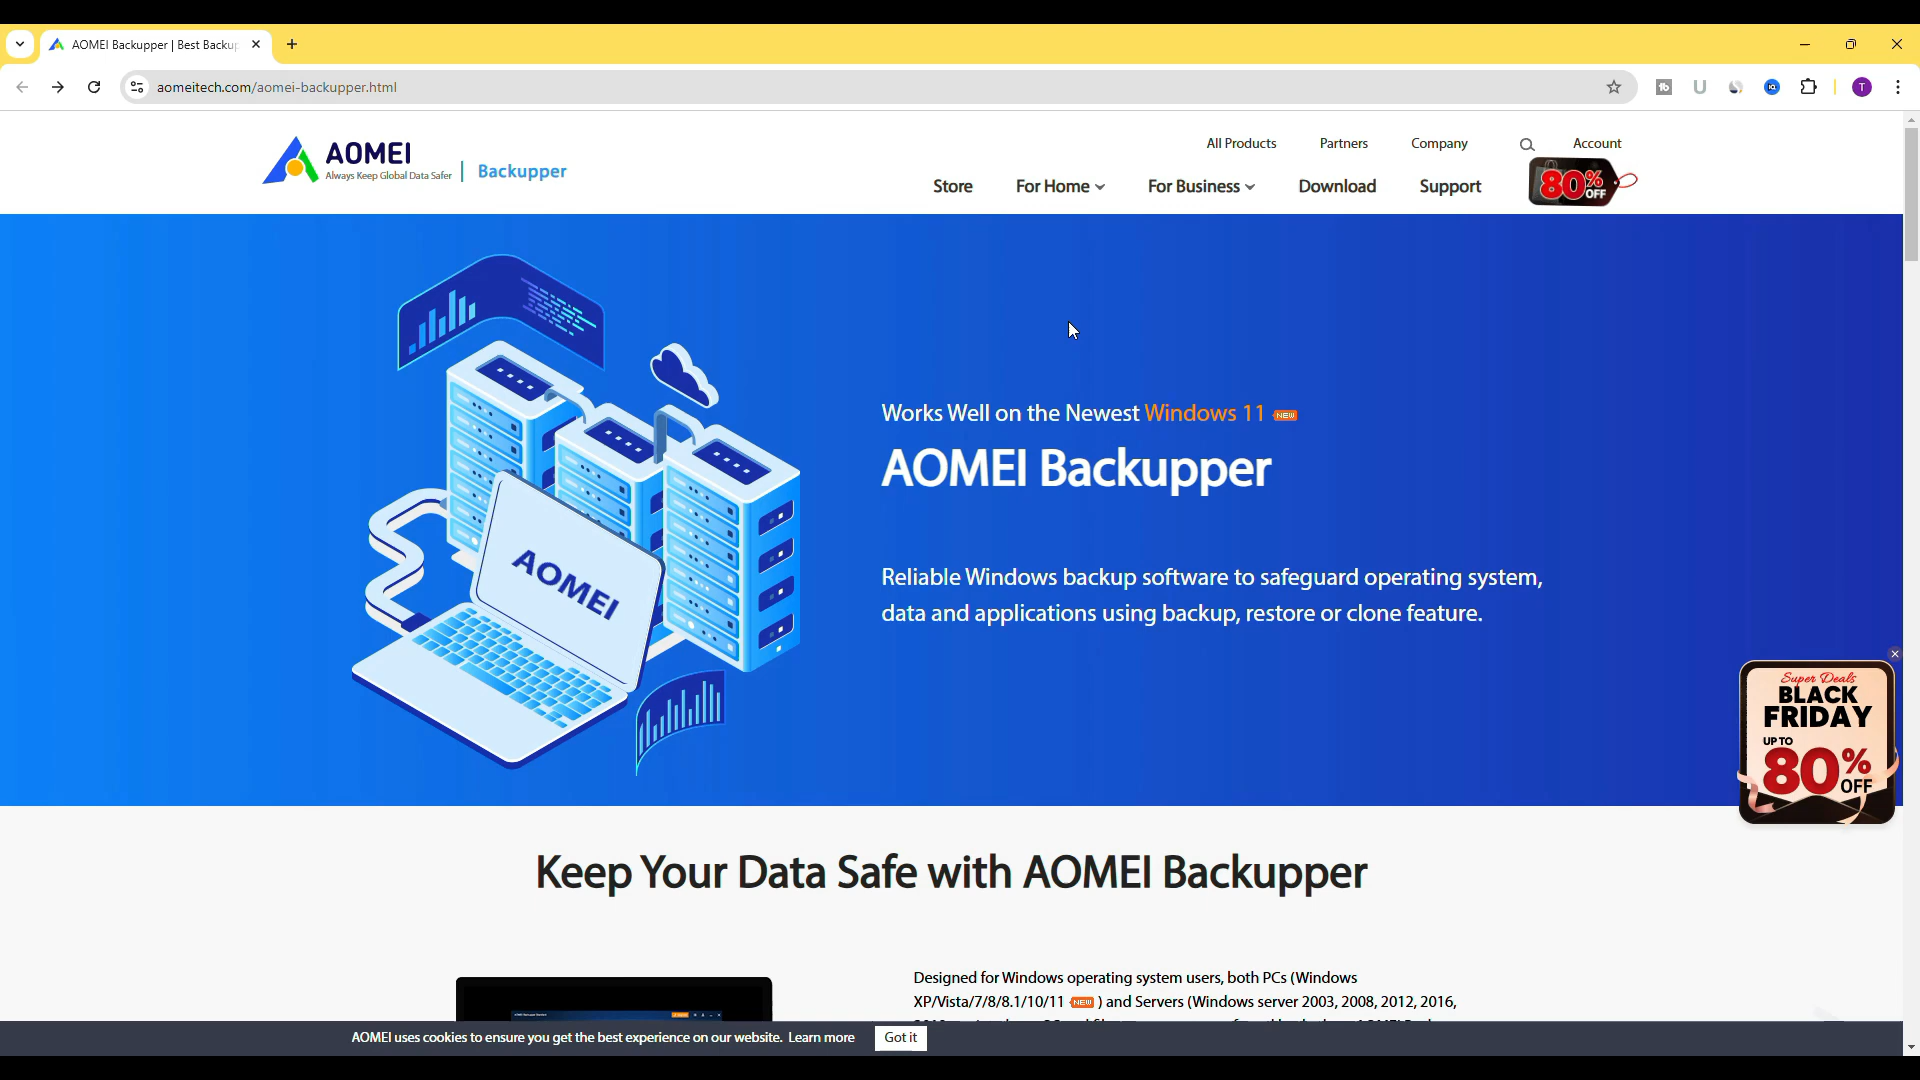 AOMEI Backupper | Best Backup
aomeitech.com/aomei-backupper.html
T
AOMEI
Always Keep Global Data Safer
Backupper
All Products
Partners
Company
Account
Store
For Home
For Business
Download
Support
80% OFF
Works Well on the Newest Windows 11 NEW
AOMEI Backupper
Reliable Windows backup software to safeguard operating system,
data and applications using backup, restore or clone feature.
AOMEI
Super Deals
BLACK
FRIDAY
UP TO
80%
OFF
Keep Your Data Safe with AOMEI Backupper
Designed for Windows operating system users, both PCs (Windows
XP/Vista/7/8/8.1/10/11 NEW ) and Servers (Windows server 2003, 2008, 2012, 2016,
AOMEI uses cookies to ensure you get the best experience on our website. Learn more
Got it